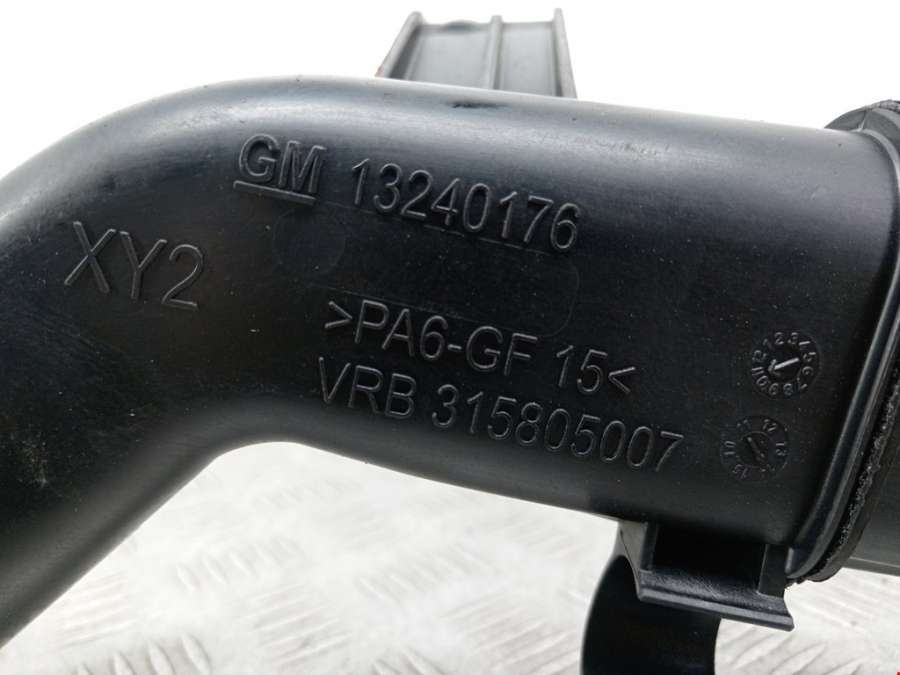 GM 13240176
XY2
>PA6-GF 15<
VRB 315805007